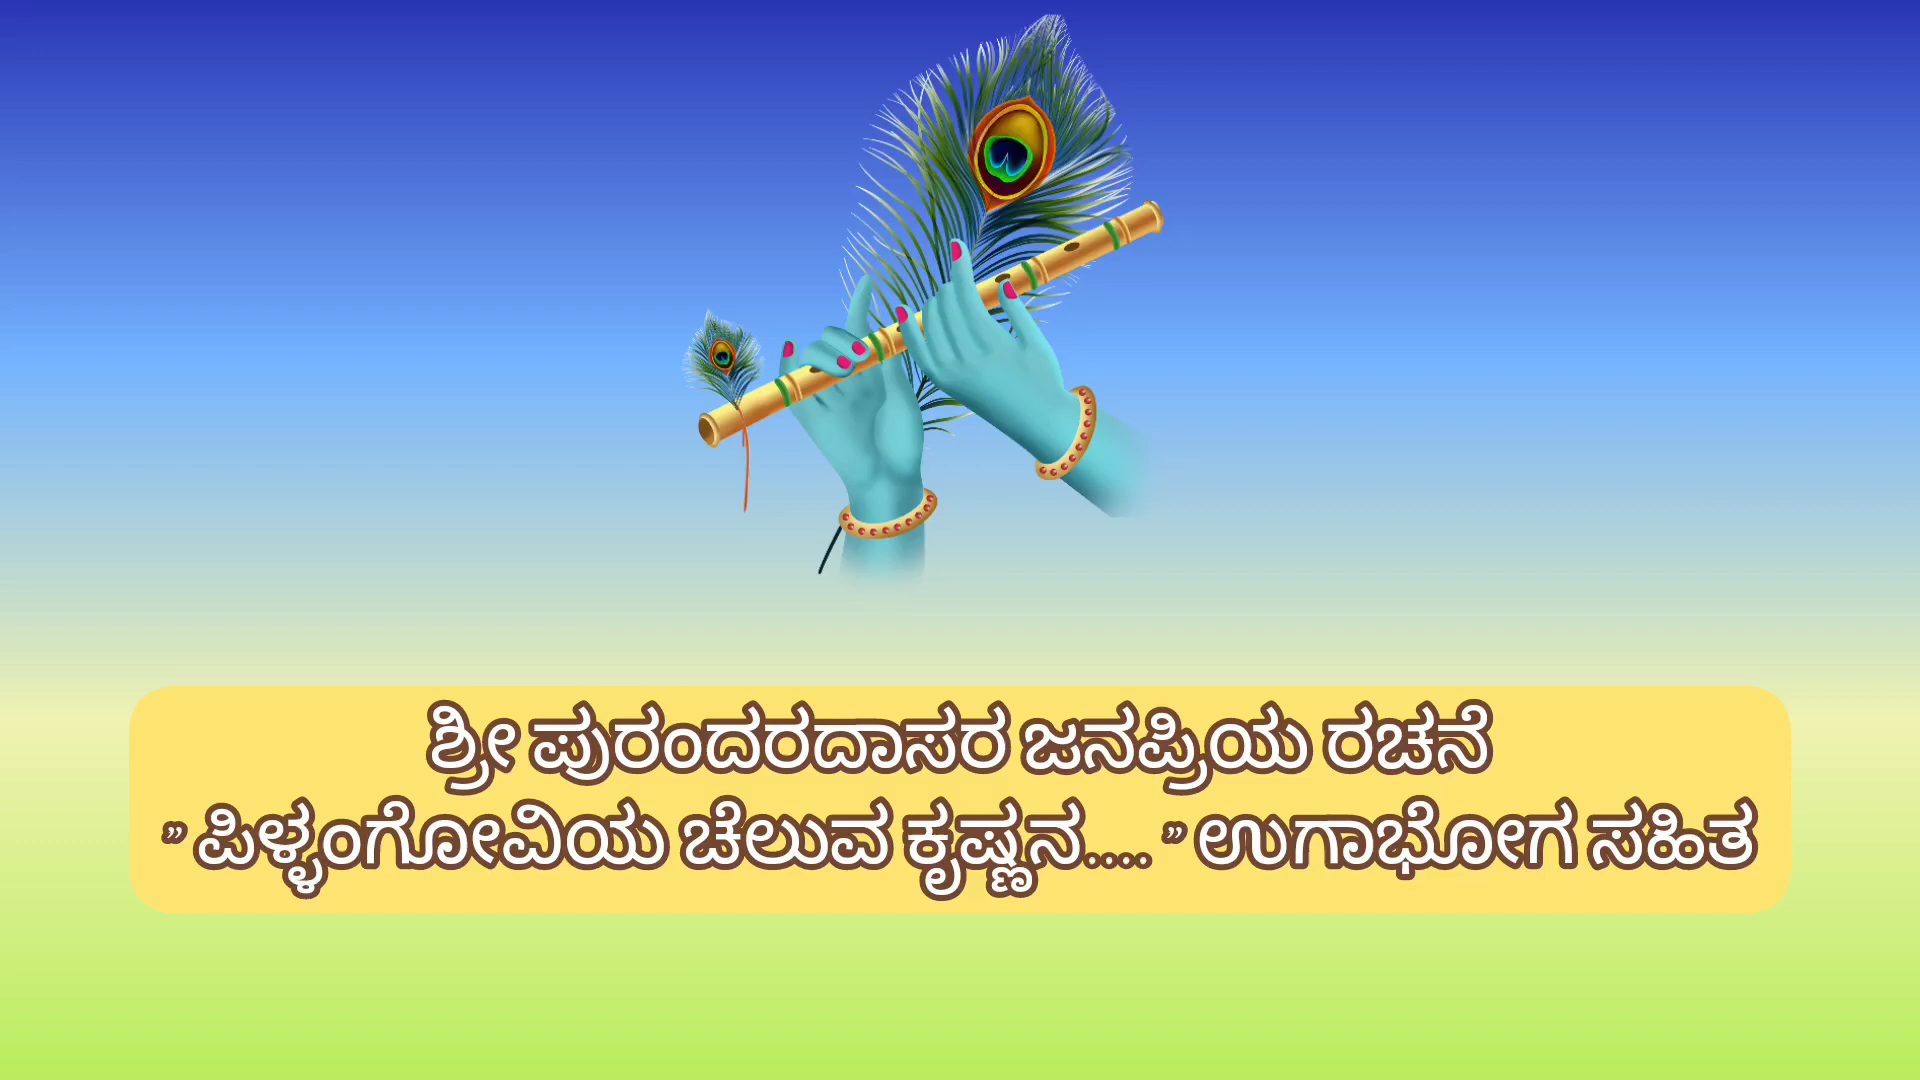 ಶ್ರೀ ಪುರಂದರದಾಸರ ಜನಪ್ರಿಯ ರಚನೆ
" ಪಿಳ್ಳಂಗೋವಿಯ ಚೆಲುವ ಕೃಷ್ಣನ.... " ಉಗಾಭೋಗ ಸಹಿತ